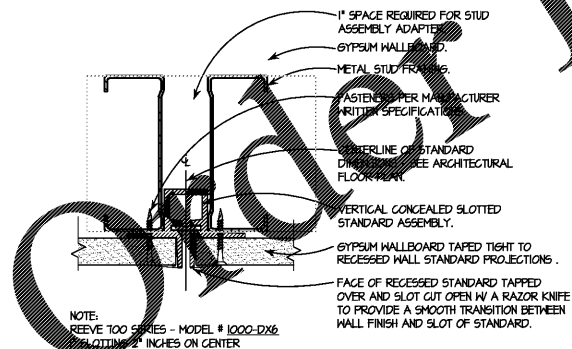 1" SPACE REQUIRED FOR STUD
ASSEMBLY ADAPTER.
GYPSUM WALLBOARD.
METAL STUD FRAMING.
FASTENERS PER MANUFACTURER
WRITTEN SPECIFICATIONS.
CENTERLINE OF STANDARD
DIMENSIONS - SEE ARCHITECTURAL
FLOOR PLAN.
VERTICAL CONCEALED SLOTTED
STANDARD ASSEMBLY.
GYPSUM WALLBOARD TAPED TIGHT TO
RECESSED WALL STANDARD PROJECTIONS .
FACE OF RECESSED STANDARD TAPPED
OVER AND SLOT CUT OPEN W/ A RAZOR KNIFE
TO PROVIDE A SMOOTH TRANSITION BETWEEN
WALL FINISH AND SLOT OF STANDARD.
CL
NOTE:
REEVE 700 SERIES - MODEL # 1000-DX6
SLOTTING 2" INCHES ON CENTER
Order